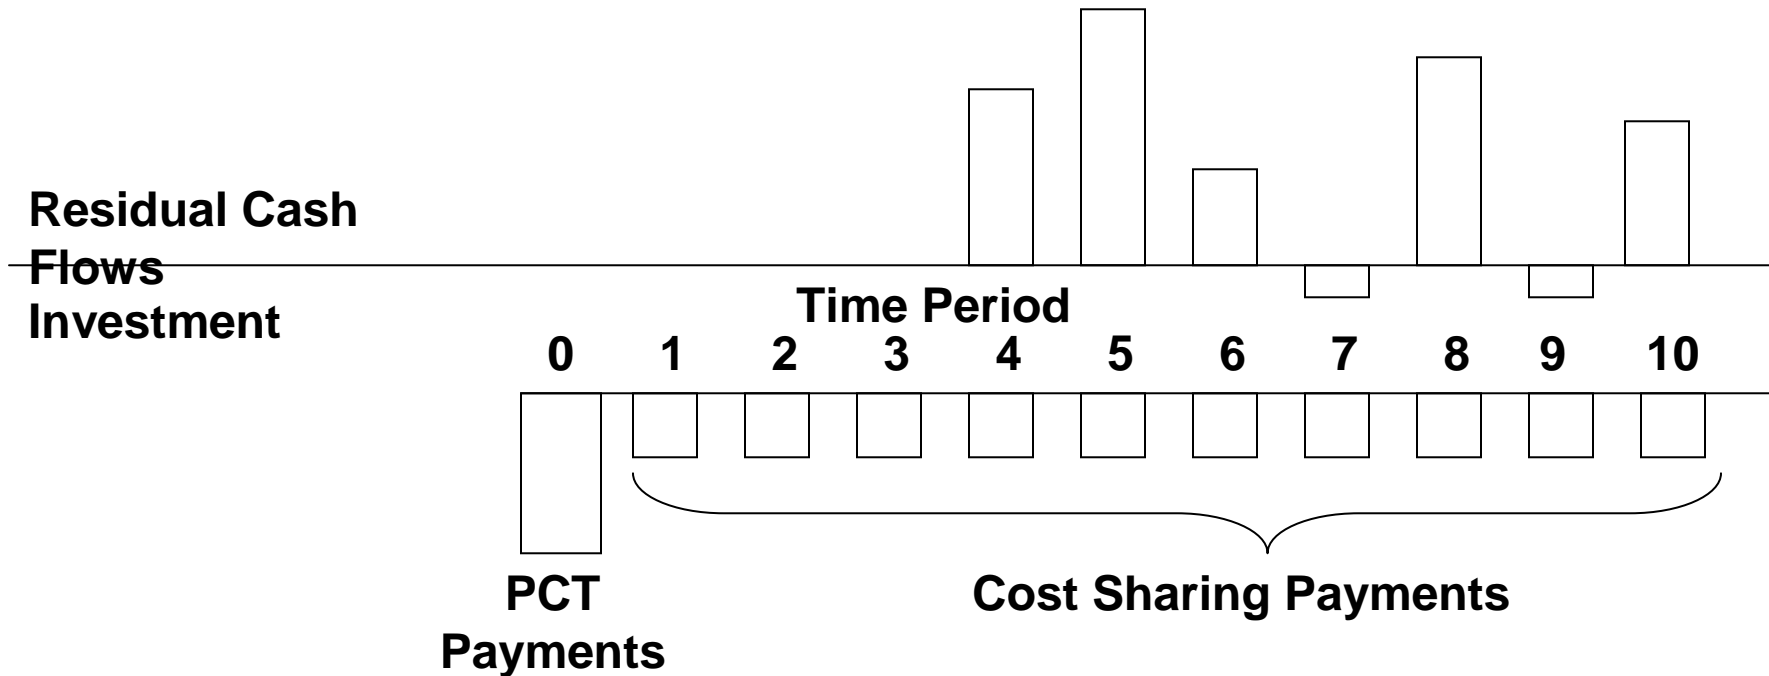 Residual Cash
Flows
Investment
Time Period
0 1 2 3 4 5 6 7 8 9 10
PCT
Payments
Cost Sharing Payments